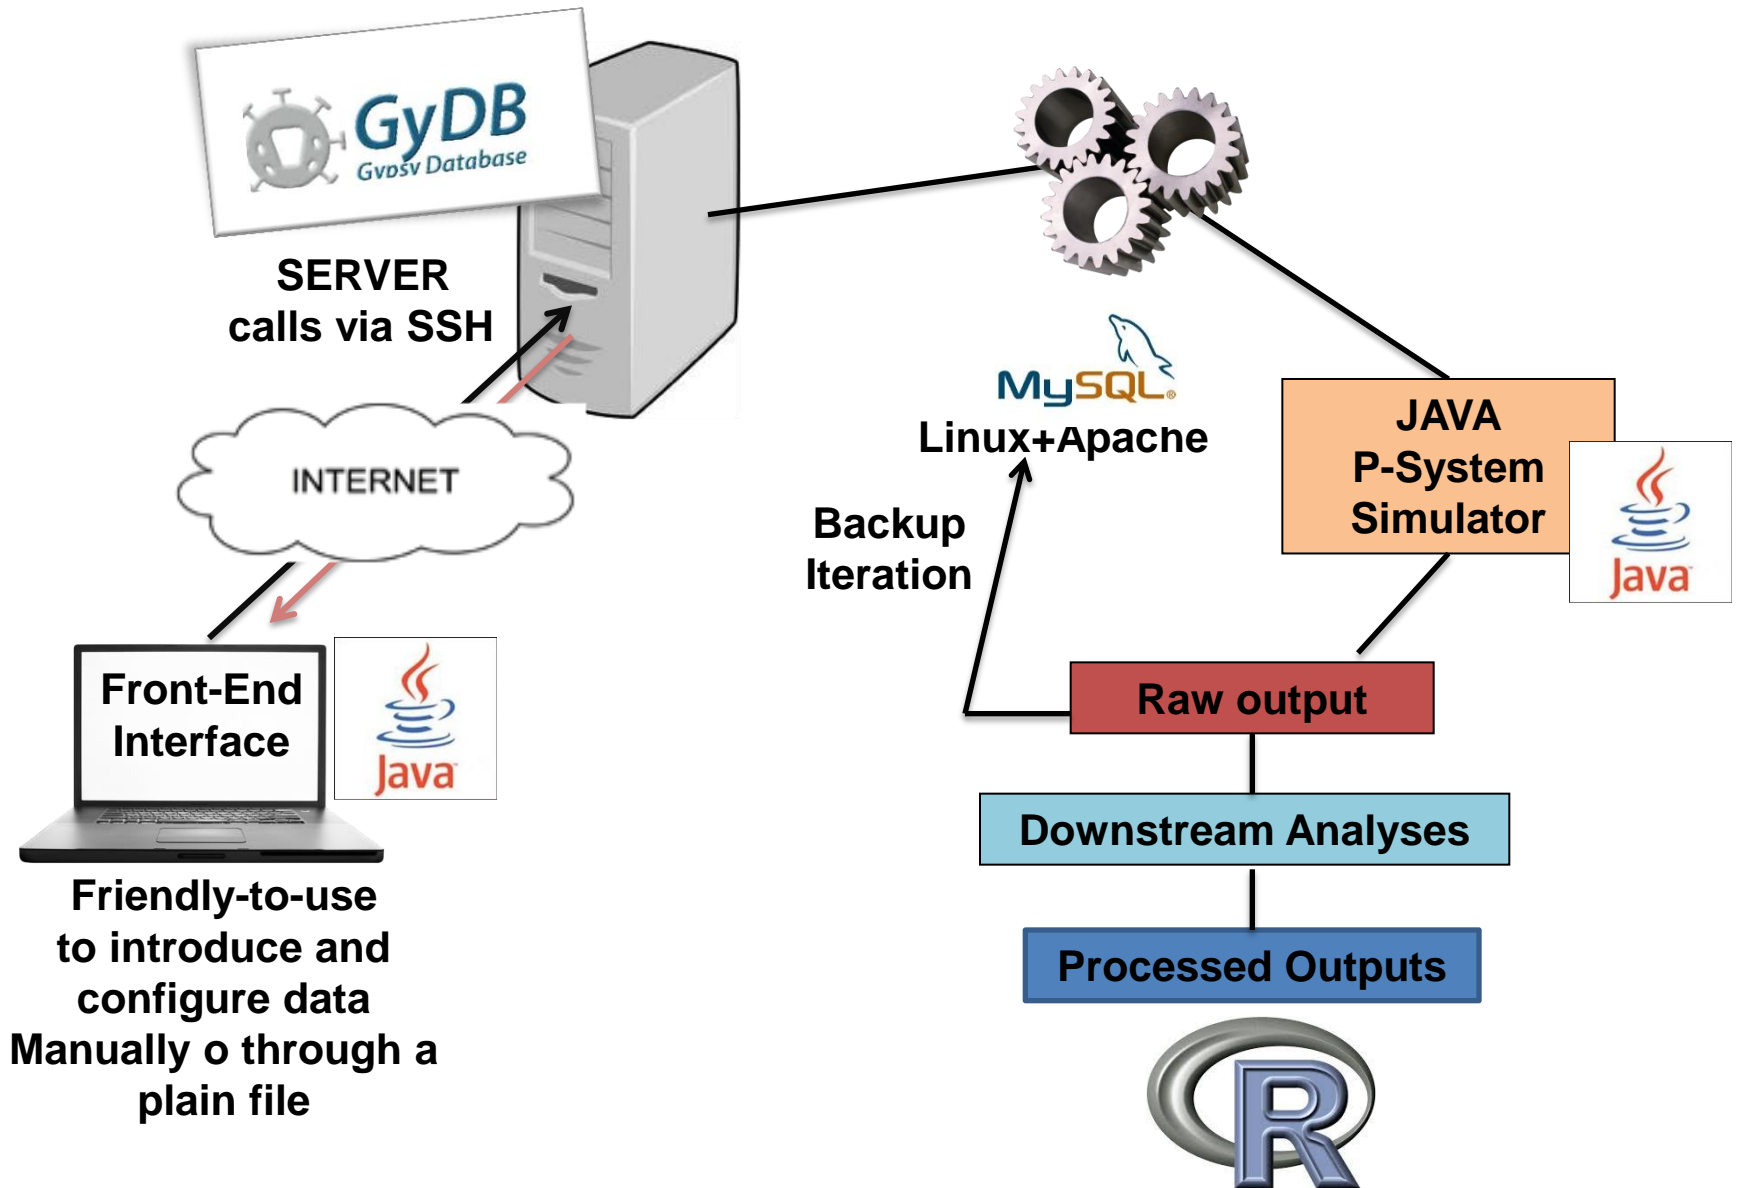 GyDB
Gypsy Database
SERVER
calls via SSH
INTERNET
Front-End
Interface
Java
Friendly-to-use
to introduce and
configure data
Manually o through a
plain file
MySQL
Linux+Apache
Backup
Iteration
JAVA
P-System
Simulator
Java
Raw output
Downstream Analyses
Processed Outputs
R